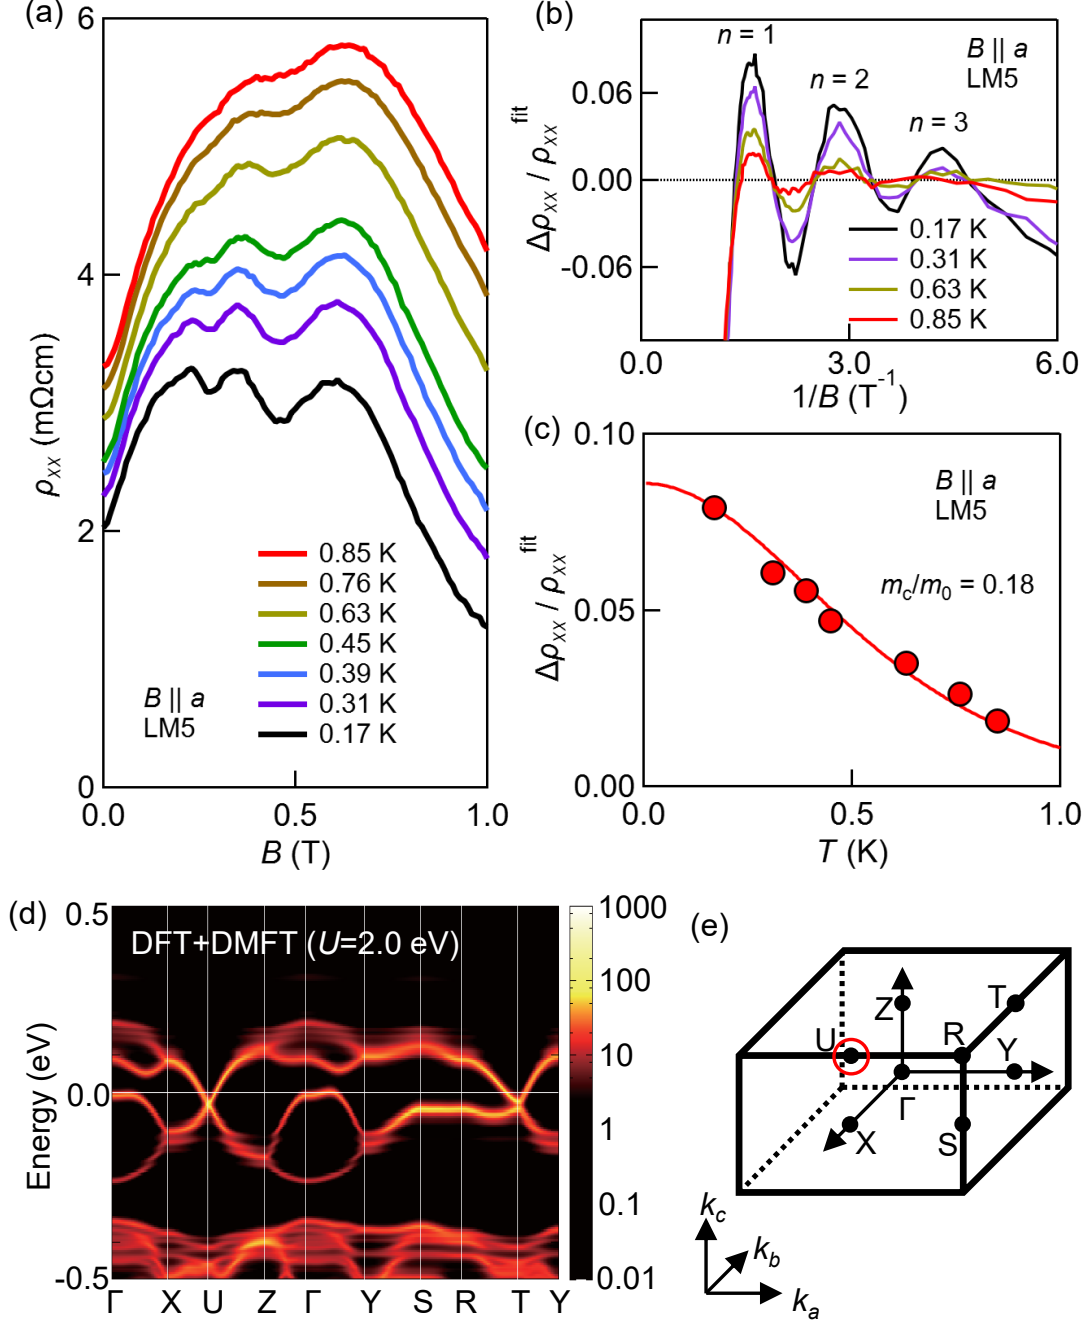 (a)
6
4
2
0
ρxx (mΩcm)
0.85 K
0.76 K
0.63 K
0.45 K
0.39 K
0.31 K
0.17 K
B || a
LM5
0.0
0.5
1.0
B (T)
(b)
n = 1
n = 2
n = 3
B || a
LM5
0.06
0.00
-0.06
Δρxx / ρxx^fit
0.17 K
0.31 K
0.63 K
0.85 K
0.0
3.0
6.0
1/B (T⁻¹)
(c)
0.10
0.05
0.00
Δρxx / ρxx^fit
B || a
LM5
mc/m0 = 0.18
0.0
0.5
1.0
T (K)
(d)
0.5
0.0
-0.5
Energy (eV)
DFT+DMFT (U=2.0 eV)
1000
100
10
1
0.1
0.01
Γ X U Z Γ Y S R T Y
(e)
Z
T
U
R
Y
Γ
X
S
kc
kb
ka